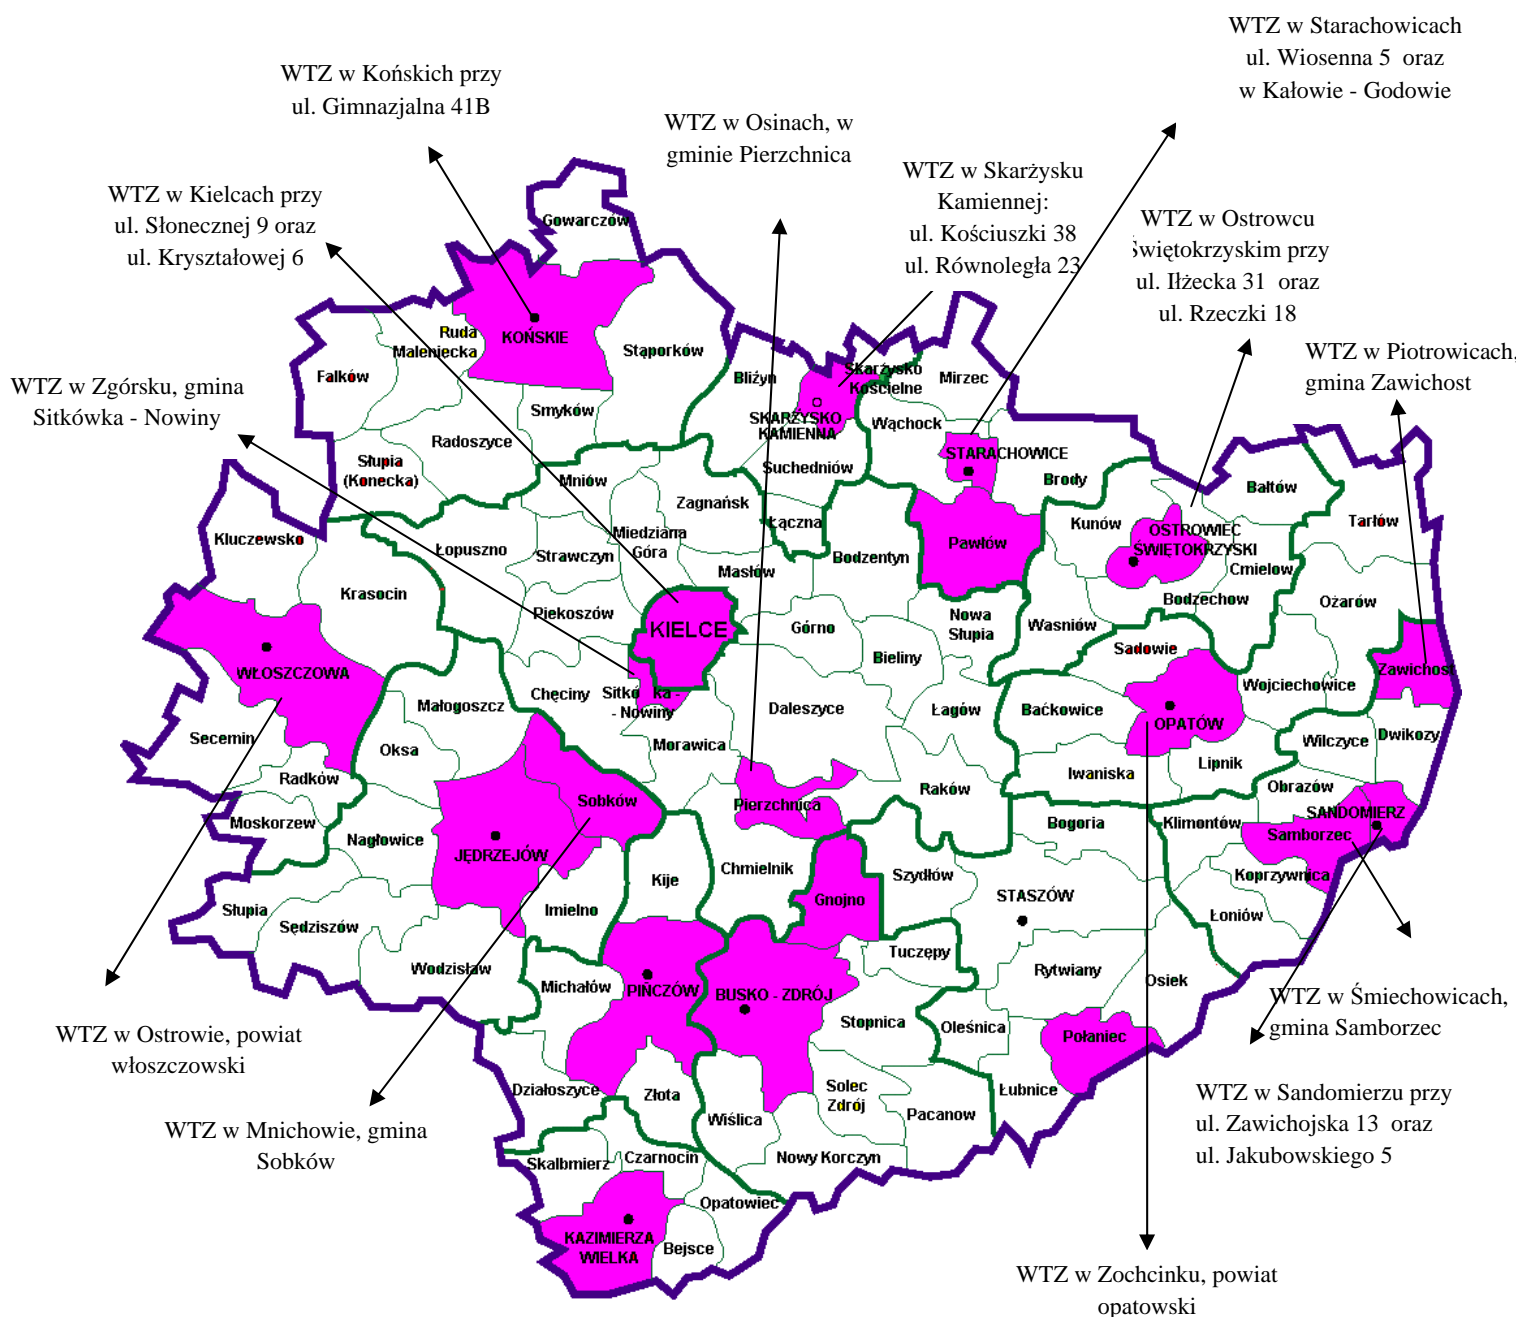 WTZ w Starachowicach
ul. Wiosenna 5 oraz
w Kałowie - Godowie
WTZ w Końskich przy
ul. Gimnazjalna 41B
WTZ w Osinach, w
gminie Pierzchnica
WTZ w Skarżysku
Kamiennej:
ul. Kościuszki 38
ul. Równoległa 23
WTZ w Kielcach przy
ul. Słonecznej 9 oraz
ul. Kryształowej 6
WTZ w Ostrowcu
Świętokrzyskim przy
ul. Iłżecka 31 oraz
ul. Rzeczki 18
WTZ w Piotrowicach,
gmina Zawichost
WTZ w Zgórsku, gmina
Sitkówka - Nowiny
Gowarczów
KOŃSKIE
Ruda
Maleniecka
Stąporków
Fałków
Smyków
Radoszyce
Słupia
(Konecka)
Bliżyn
Skarżysko
Kościelne
SKARŻYSKO
KAMIENNA
Suchedniów
Mirzec
Wąchock
STARACHOWICE
Brody
Mniów
Zagnańsk
Łączna
Miedziana
Góra
Strawczyn
Łopuszno
Masłów
Bodzentyn
Pawłów
Kunów
OSTROWIEC
ŚWIĘTOKRZYSKI
Bałtów
Tarłów
Cmielow
Bodzechow
Ożarów
Kluczewsko
Krasocin
Piekoszów
KIELCE
Górno
Nowa
Słupia
Waśniów
Sadowie
Bieliny
Zawichost
WŁOSZCZOWA
Małogoszcz
Chęciny
Sitkó ka -
- Nowiny
Daleszyce
Łagów
Baćkowice
OPATÓW
Wojciechowice
Wilczyce
Dwikozy
Secemin
Oksa
Morawica
Radków
Iwaniska
Lipnik
Raków
Obrazów
Sobków
Pierzchnica
SANDOMIERZ
Moskorzew
Nagłowice
JĘDRZEJÓW
Bogoria
Klimontów
Samborzec
Koprzywnica
Chmielnik
Kije
Gnojno
Szydłów
STASZÓW
Łoniów
Słupia
Sędziszów
Imielno
Wodzisław
Michałów
PIŃCZÓW
BUSKO - ZDRÓJ
Tuczępy
Rytwiany
Osiek
Stopnica
Oleśnica
Połaniec
Działoszyce
Złota
Wiślica
Solec
Zdrój
Pacanow
Łubnice
Skalbmierz
Czarnocin
Nowy Korczyn
Opatowiec
KAZIMIERZA
WIELKA
Bejsce
WTZ w Ostrowie, powiat
włoszczowski
WTZ w Mnichowie, gmina
Sobków
WTZ w Śmiechowicach,
gmina Samborzec
WTZ w Sandomierzu przy
ul. Zawichojska 13 oraz
ul. Jakubowskiego 5
WTZ w Zochcinku, powiat
opatowski